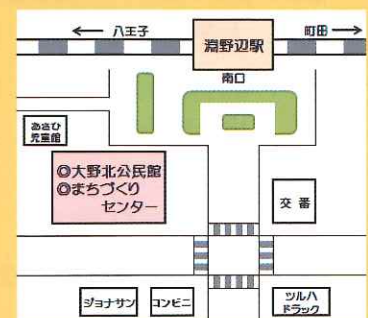 ← 八王子
淵野辺駅
町田 →
南口
あさひ
児童館
◎大野北公民館
◎まちづくり
センター
交番
ジョナサン
コンビニ
ツルハ
ドラック